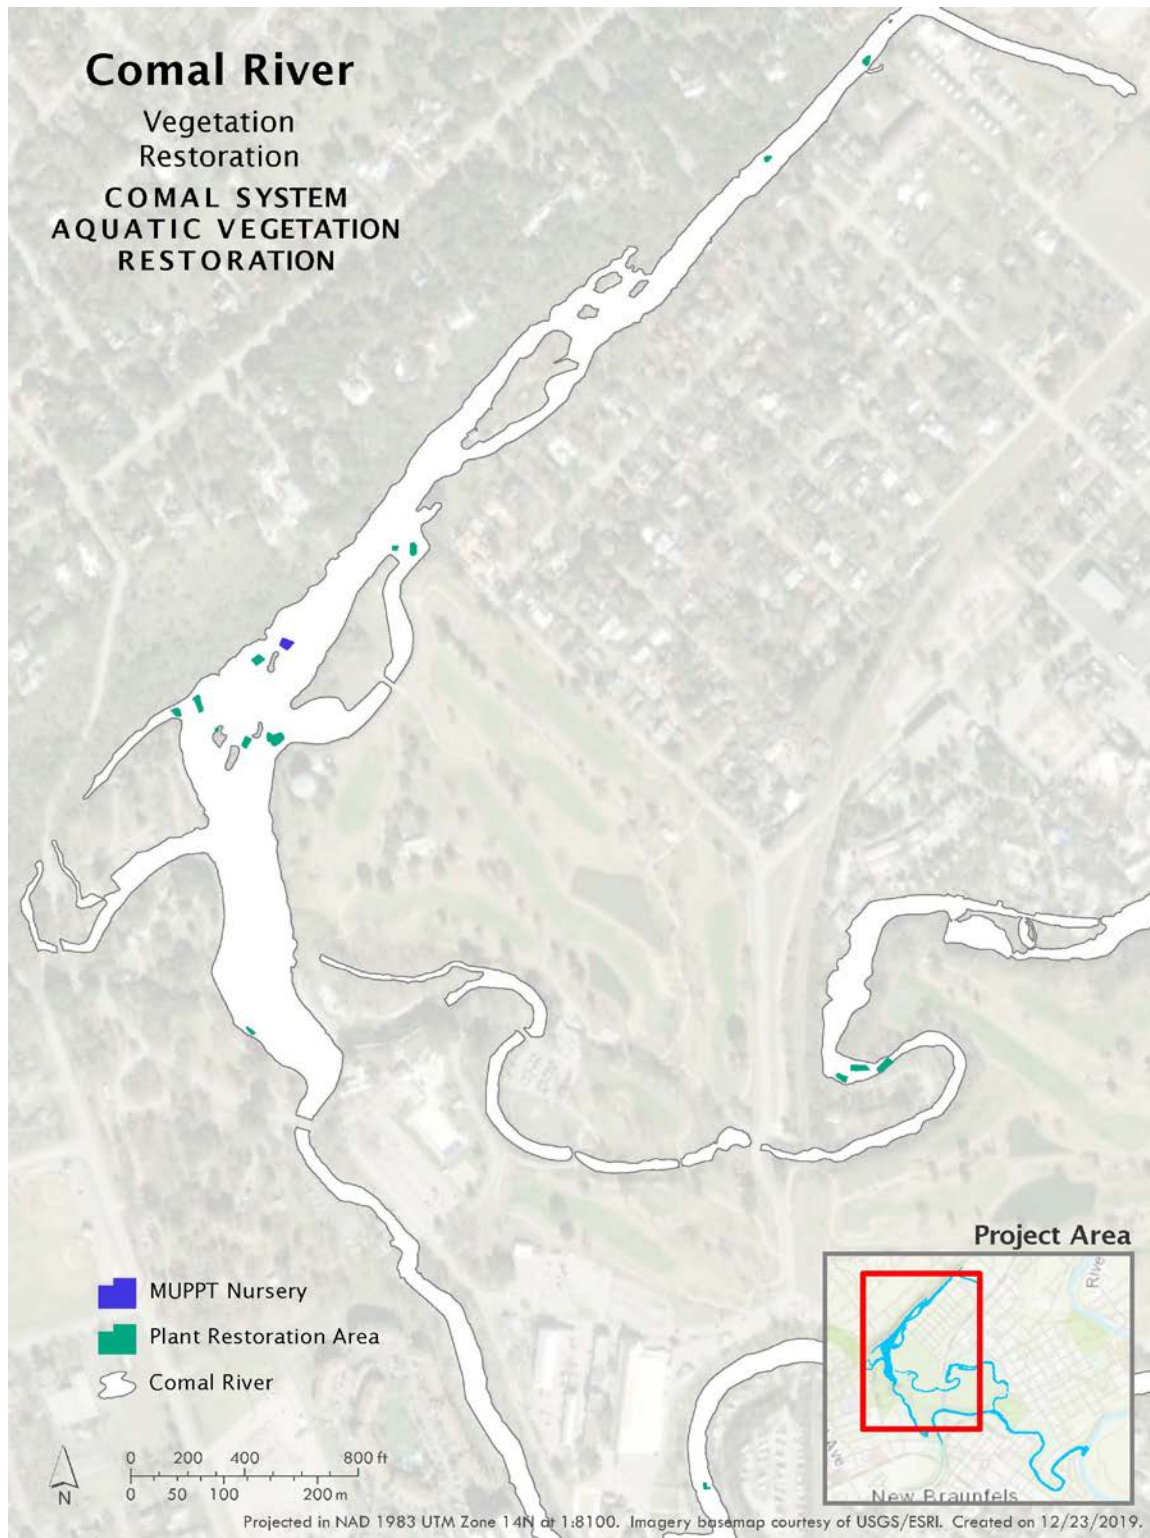 Comal River
Vegetation
Restoration
COMAL SYSTEM
AQUATIC VEGETATION
RESTORATION
Project Area
MUPPT Nursery
Plant Restoration Area
Comal River
Rive
Ave
New Braunfels
0 200 400 800 ft
0 50 100 200 m
N
Projected in NAD 1983 UTM Zone 14N at 1:8100. Imagery basemap courtesy of USGS/ESRI. Created on 12/23/2019.